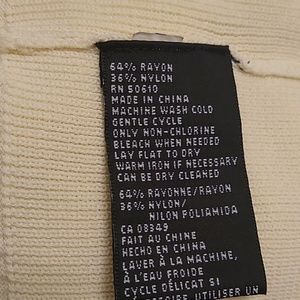 64% RAYON
36% NYLON
RN 50610
MADE IN CHINA
MACHINE WASH COLD
GENTLE CYCLE
ONLY NON-CHLORINE
BLEACH WHEN NEEDED
LAY FLAT TO DRY
WARM IRON IF NECESSARY
CAN BE DRY CLEANED
64% RAYONNE/RAYON
36% NYLON/
NILON POLIAMIDA
CA 08349
FAIT AU CHINE
HECHO EN CHINA
LAVER À LA MACHINE,
À L'EAU FROIDE
CYCLE DÉLICAT SI
UTILISER UN